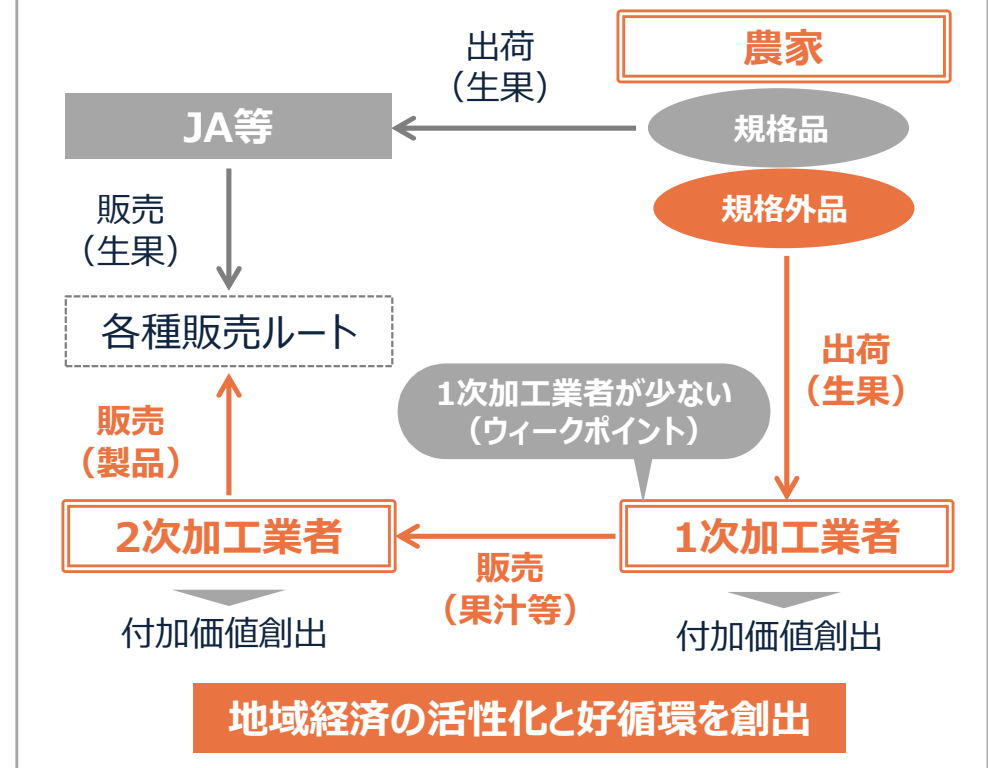 農家
出荷
（生果）
規格品
JA等
規格外品
販売
（生果）
各種販売ルート
出荷
（生果）
1次加工業者が少ない
（ウィークポイント）
販売
（製品）
2次加工業者
1次加工業者
販売
（果汁等）
付加価値創出
付加価値創出
地域経済の活性化と好循環を創出